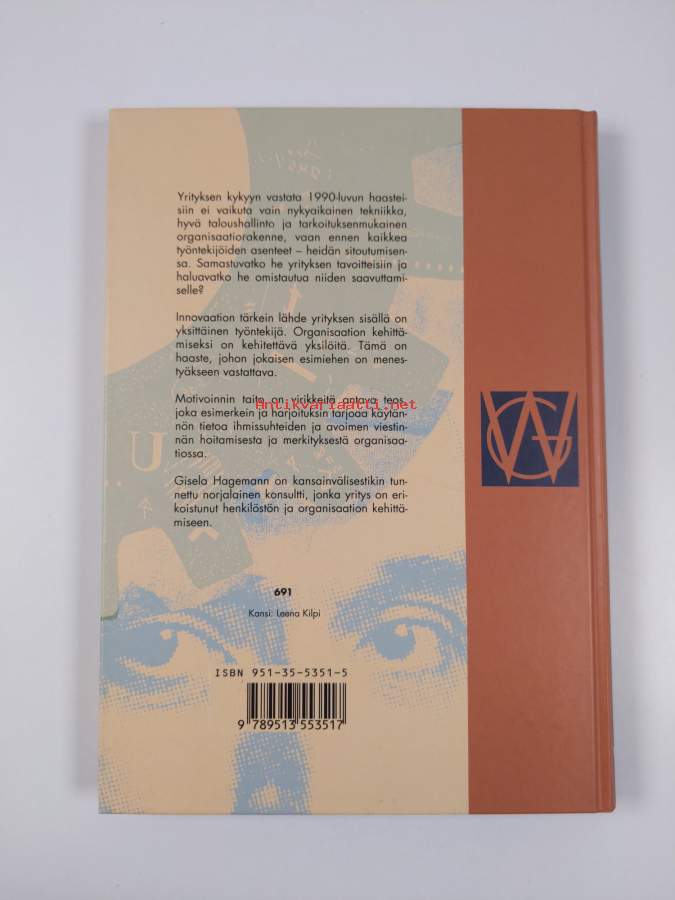 Yrityksen kykyyn vastata 1990-luvun haastei-
siin ei vaikuta vain nykyaikainen tekniikka,
hyvä taloushallinto ja tarkoituksenmukainen
organisaatiorakenne, vaan ennen kaikkea
työntekijöiden asenteet – heidän sitoutumisen-
sa. Samastuvatko he yrityksen tavoitteisiin ja
haluavatko he omistautua niiden saavuttami-
selle?
Innovaation tärkein lähde yrityksen sisällä on
yksittäinen työntekijä. Organisaation kehittä-
miseksi on kehitettävä yksilöitä. Tämä on
haaste, johon jokaisen esimiehen on menes-
tyäkseen vastattava.
Motivoinnin taito on virikkeitä antava teos,
Antikvariaatti.net
joka esimerkein ja harjoituksin tarjoaa käytän-
nön tietoa ihmissuhteiden ja avoimen viestin-
nän hoitamisesta ja merkityksestä organisaa-
tiossa.
Gisela Hagemann on kansainvälisestikin tun-
nettu norjalainen konsultti, jonka yritys on eri-
koistunut henkilöstön ja organisaation kehittä-
miseen.
691
Kansi: Leena Kilpi
ISBN 951-35-5351-5
9 789513 553517
WG
U